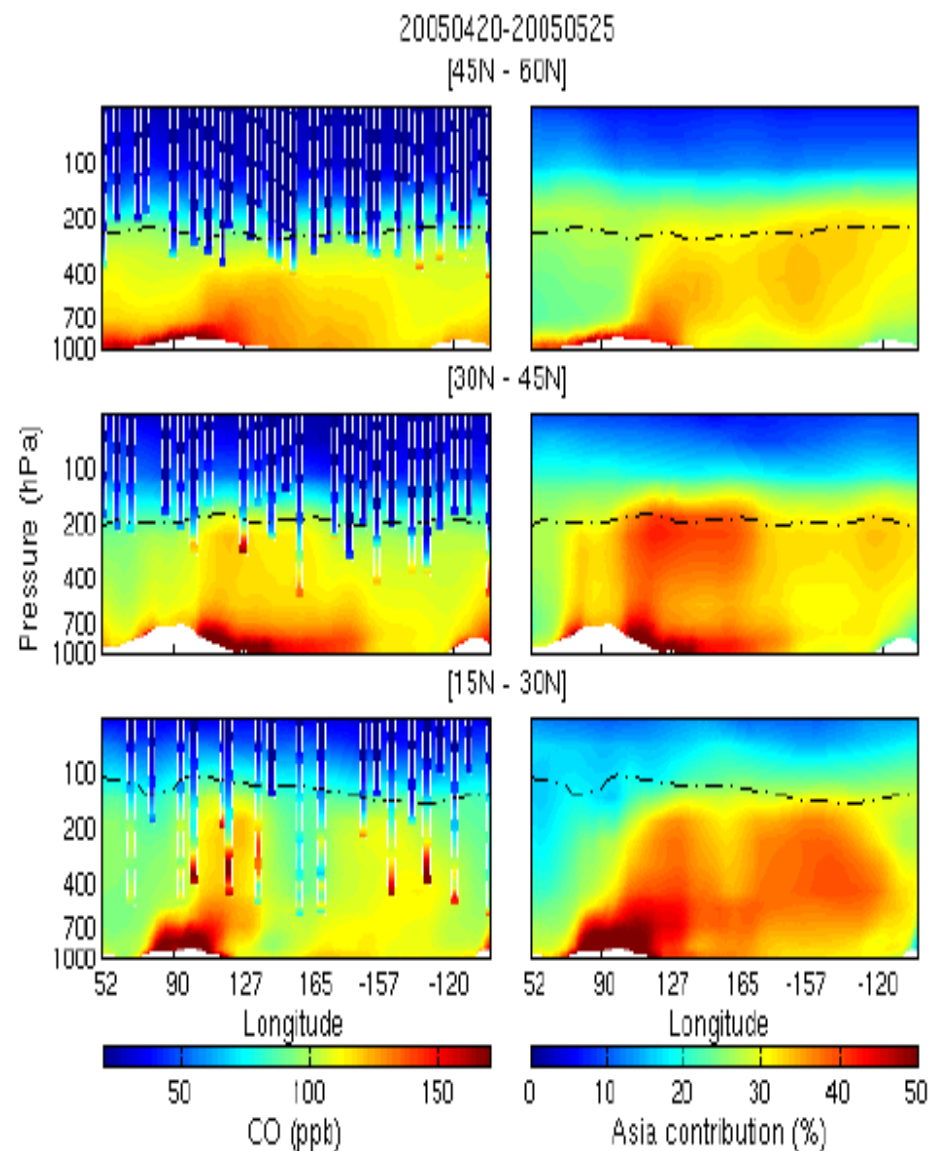 20050420-20050525
[45N - 60N]
100
200
400
700
1000
[30N - 45N]
100
200
400
700
1000
Pressure (hPa)
[15N - 30N]
100
200
400
700
1000
52 90 127 165 -157 -120
52 90 127 165 -157 -120
Longitude
Longitude
50 100 150
0 10 20 30 40 50
CO (ppb)
Asia contribution (%)